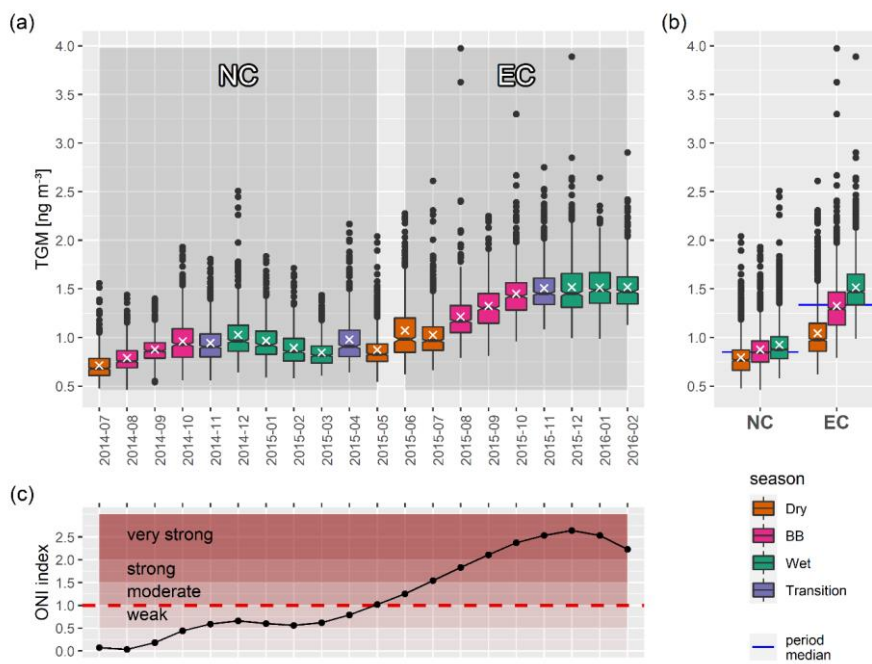 (a)
(b)
NC
EC
TGM [ng m⁻³]
4.0
3.5
3.0
2.5
2.0
1.5
1.0
0.5
2014-07
2014-08
2014-09
2014-10
2014-11
2014-12
2015-01
2015-02
2015-03
2015-04
2015-05
2015-06
2015-07
2015-08
2015-09
2015-10
2015-11
2015-12
2016-01
2016-02
4.0
3.5
3.0
2.5
2.0
1.5
1.0
0.5
NC
EC
(c)
ONI index
2.5
2.0
1.5
1.0
0.5
0.0
very strong
strong
moderate
weak
season
Dry
BB
Wet
Transition
period
median